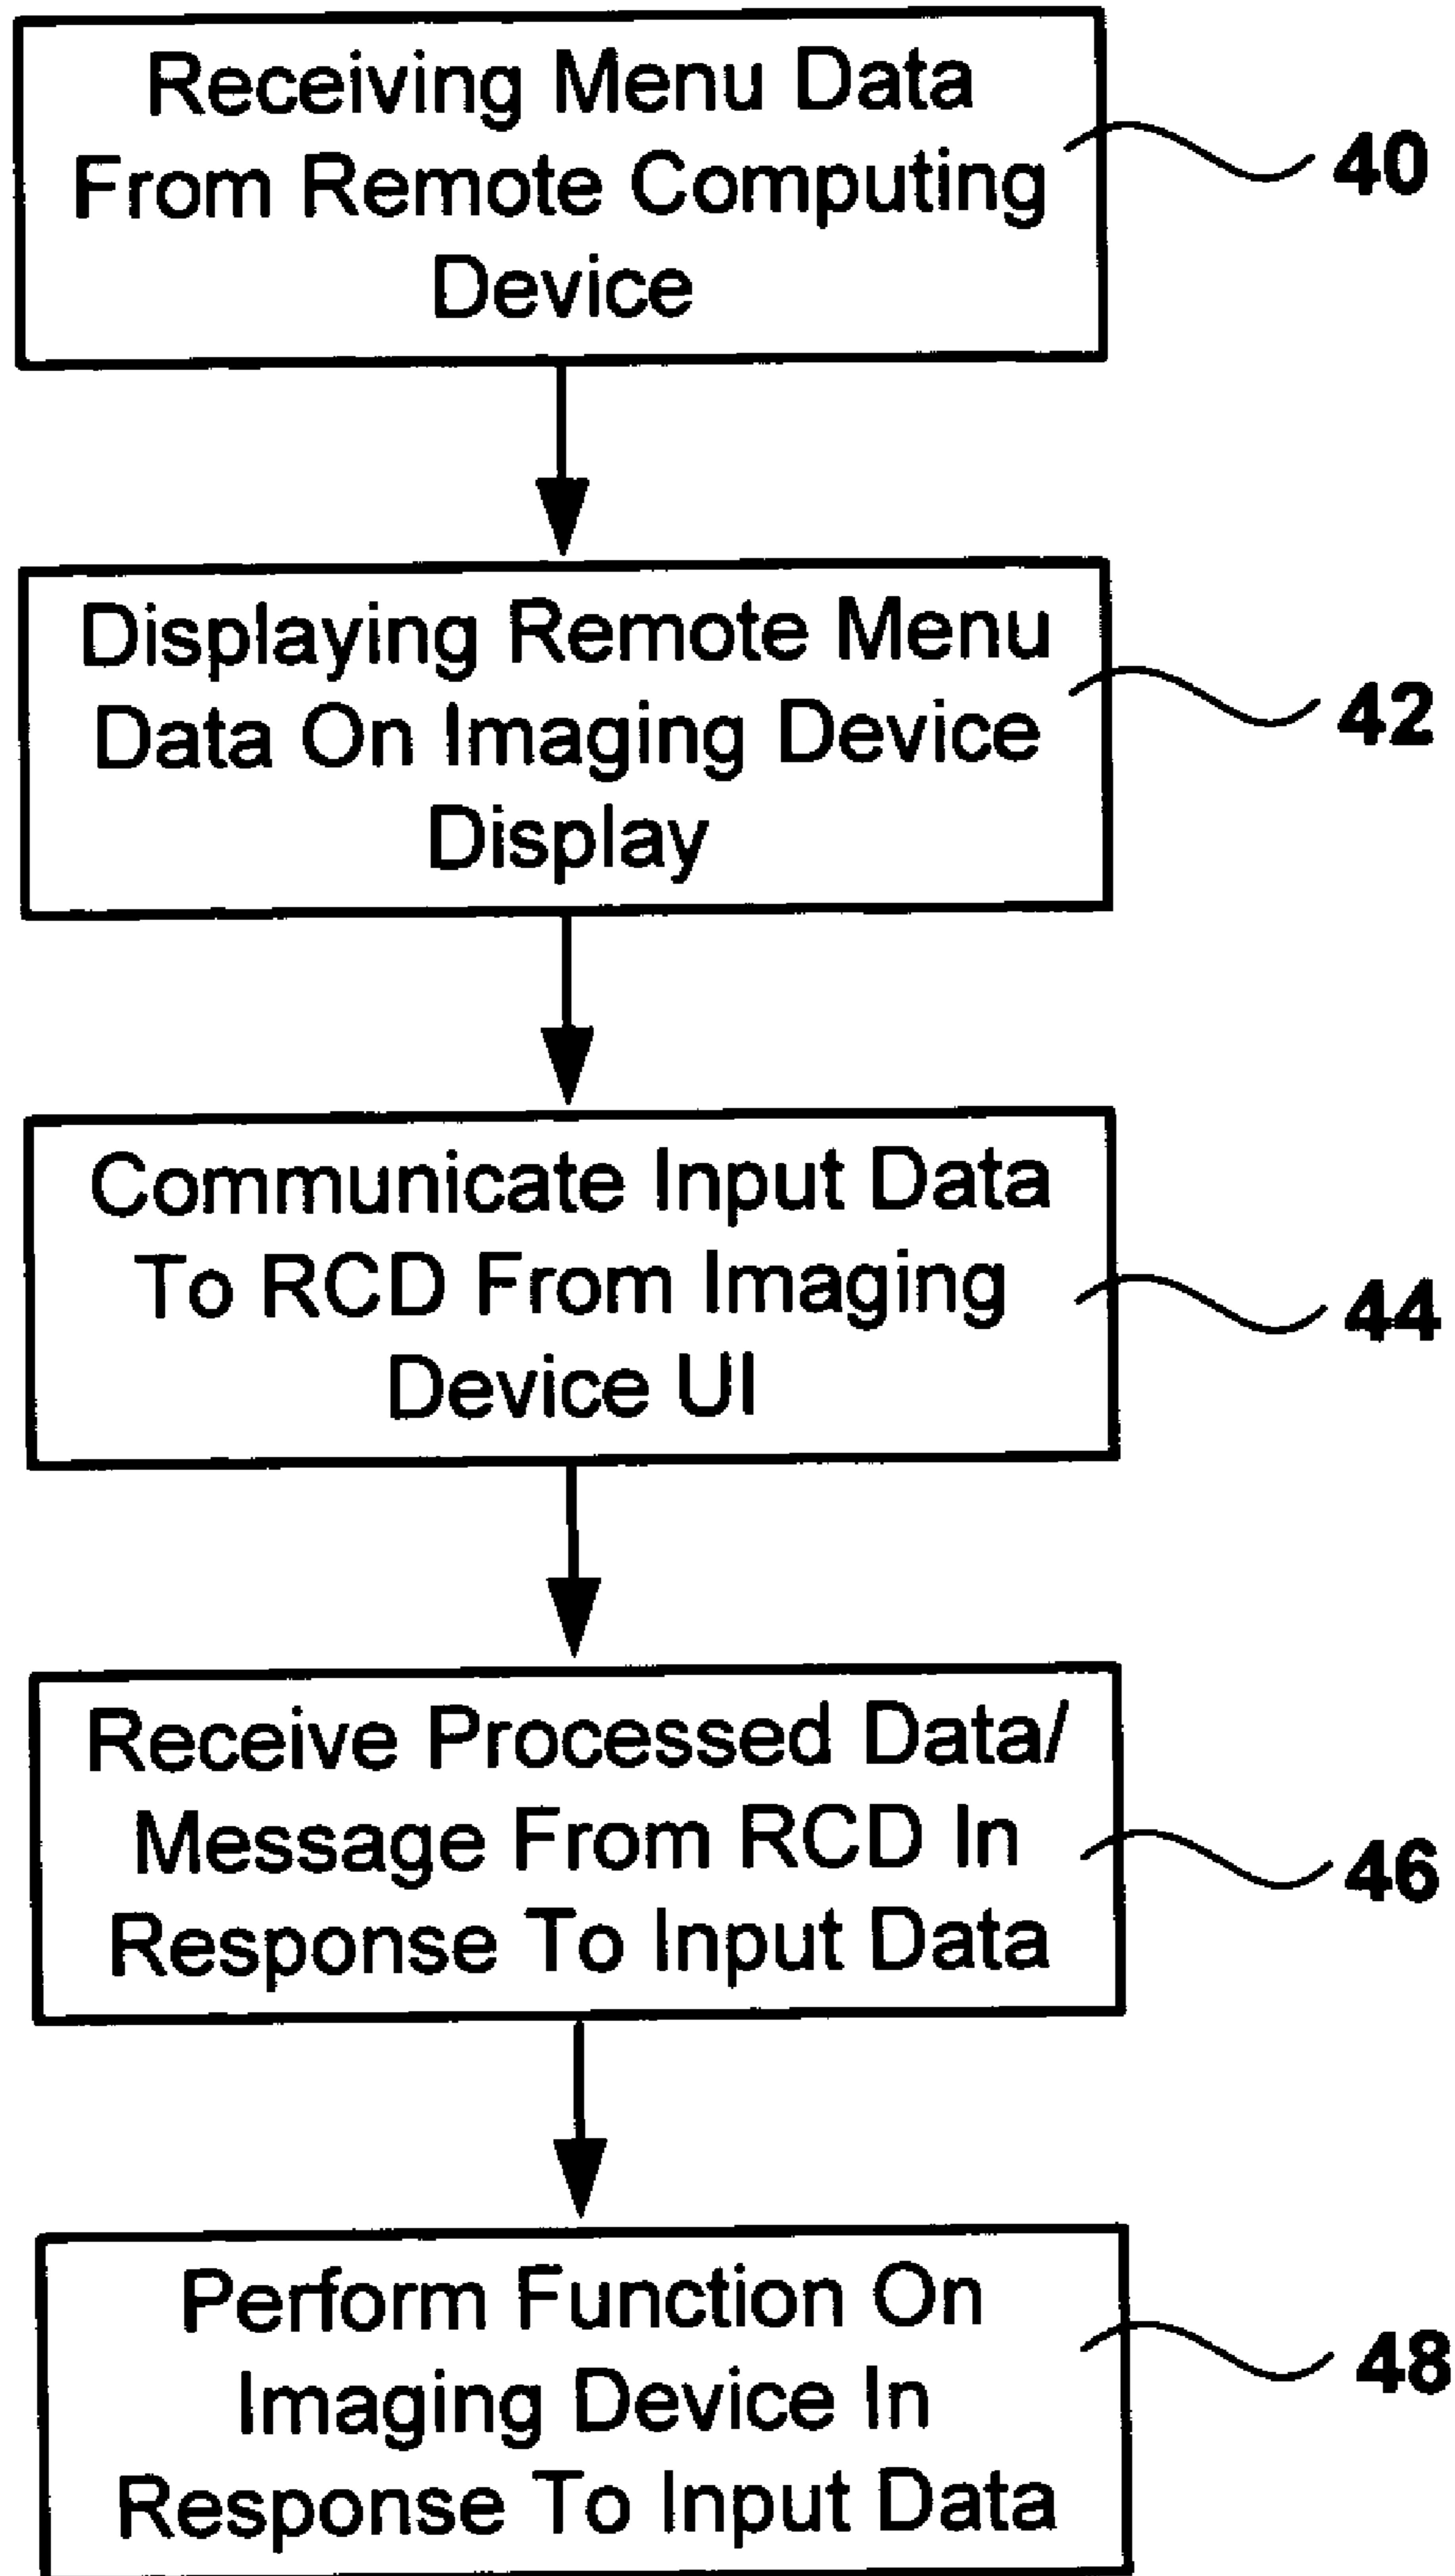 Receiving Menu Data
From Remote Computing
Device
40
Displaying Remote Menu
Data On Imaging Device
Display
42
Communicate Input Data
To RCD From Imaging
Device UI
44
Receive Processed Data/
Message From RCD In
Response To Input Data
46
Perform Function On
Imaging Device In
Response To Input Data
48